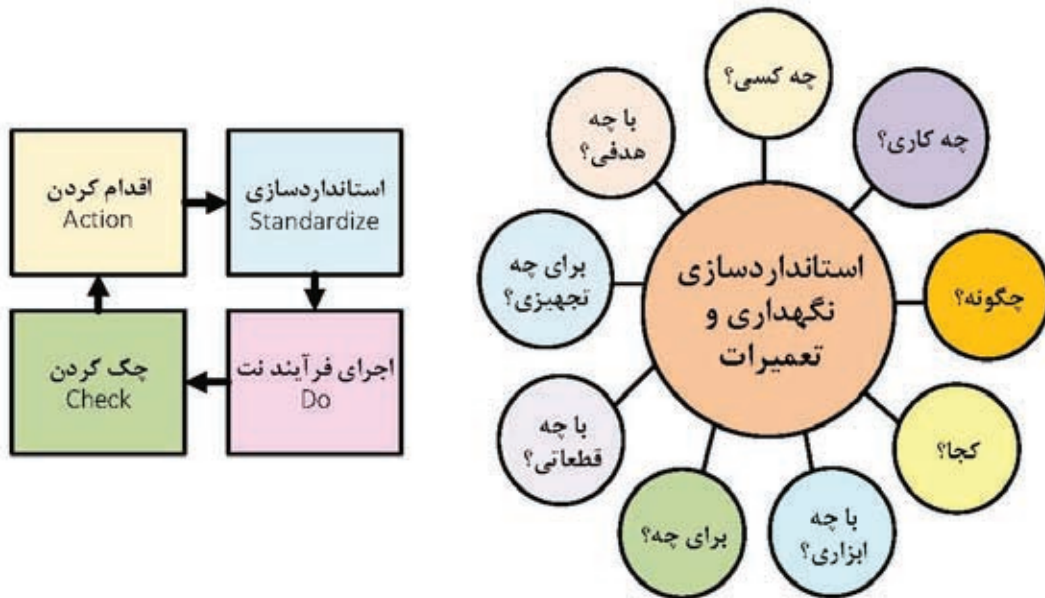 اقدام کردن
Action
استانداردسازی
Standardize
چک کردن
Check
اجرای فرآیند نت
Do
استانداردسازی
نگهداری و
تعمیرات
چه کسی؟
چه کاری؟
چگونه؟
کجا؟
با چه
ابزاری؟
برای چه؟
با چه
قطعاتی؟
برای چه
تجهیزی؟
با چه
هدفی؟